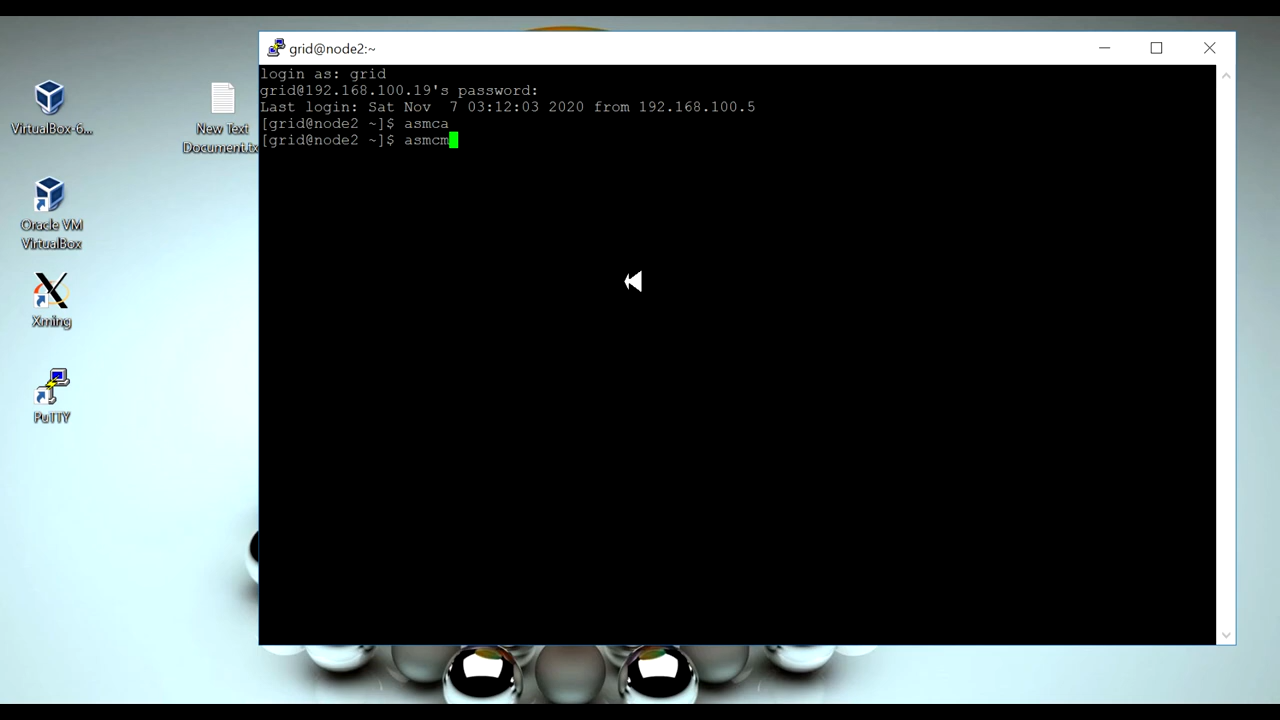 grid@node2:~
login as: grid
grid@192.168.100.19's password:
Last login: Sat Nov  7 03:12:03 2020 from 192.168.100.5
[grid@node2 ~]$ asmca
[grid@node2 ~]$ asmcm
VirtualBox-6...
New Text
Document.tx
Oracle VM
VirtualBox
Xming
PuTTY